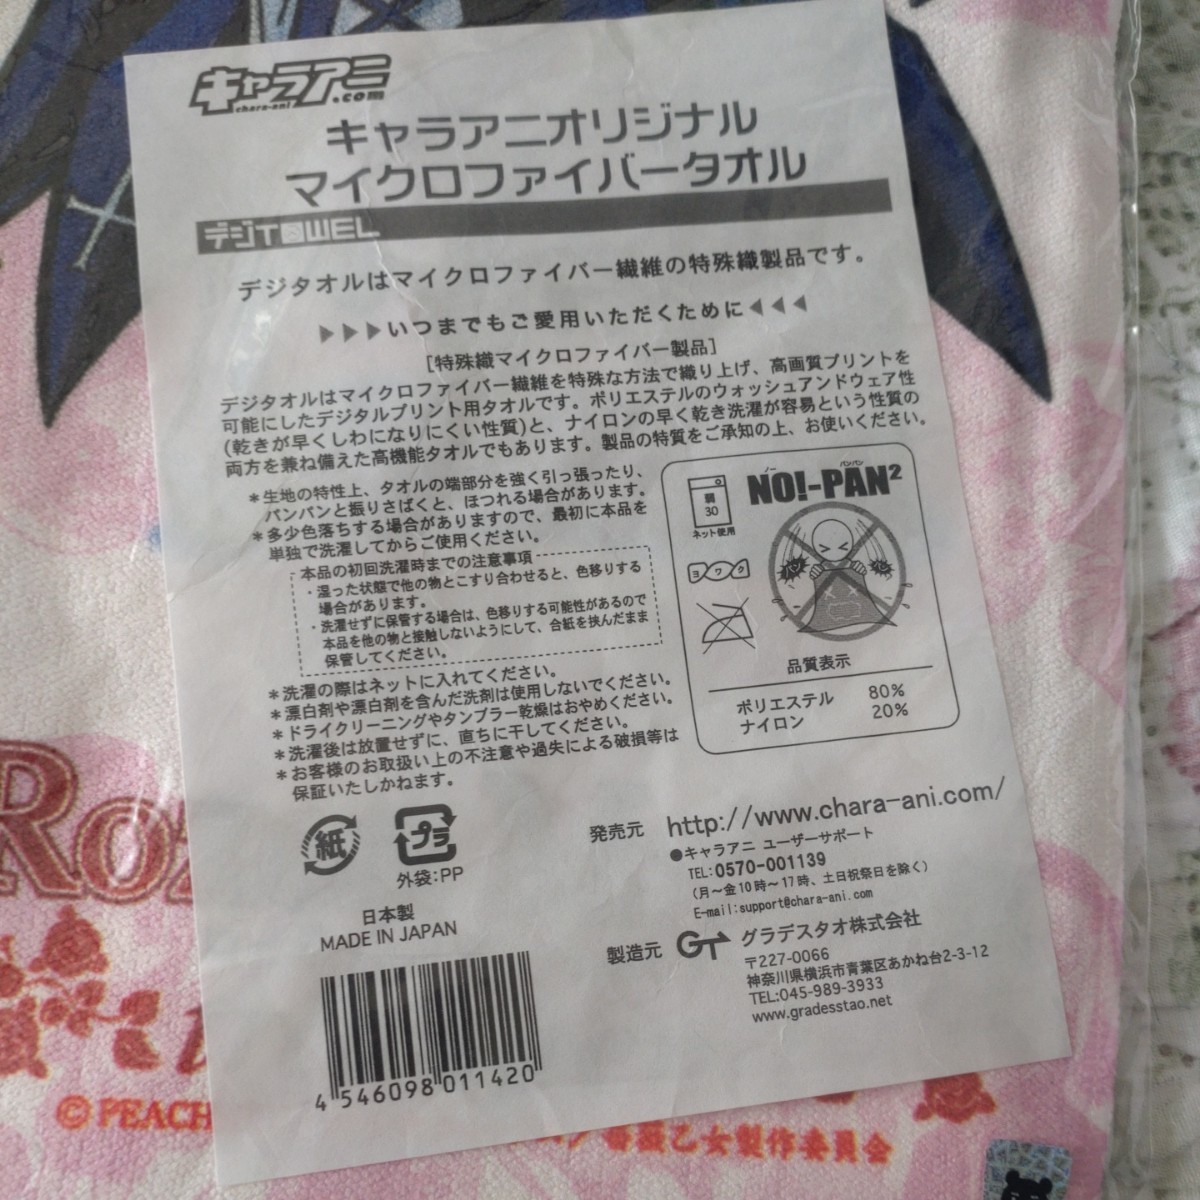 キャラアニ
chara-ani.com
キャラアニオリジナル
マイクロファイバータオル
デジTOWEL
デジタオルはマイクロファイバー繊維の特殊織製品です。
▶▶▶いつまでもご愛用いただくために◀◀◀
[特殊織マイクロファイバー製品]
デジタオルはマイクロファイバー繊維を特殊な方法で織り上げ、高画質プリントを
可能にしたデジタルプリント用タオルです。ポリエステルのウォッシュアンドウェア性
(乾きが早くしわになりにくい性質)と、ナイロンの早く乾き洗濯が容易という性質の
両方を兼ね備えた高機能タオルでもあります。製品の特質をご承知の上、お使いください。
＊生地の特性上、タオルの端部分を強く引っ張ったり、
バンバンと振りさばくと、ほつれる場合があります。
＊多少色落ちする場合がありますので、最初に本品を
単独で洗濯してからご使用ください。
本品の初回洗濯時までの注意事項
・湿った状態で他の物とこすり合わせると、色移りする
場合があります。
・洗濯せずに保管する場合は、色移りする可能性があるので
本品を他の物と接触しないようにして、合紙を挟んだまま
保管してください。
＊洗濯の際はネットに入れてください。
＊漂白剤や漂白剤を含んだ洗剤は使用しないでください。
＊ドライクリーニングやタンブラー乾燥はおやめください。
＊洗濯後は放置せずに、直ちに干してください。
＊お客様のお取扱い上の不注意や過失による破損等は
保証いたしかねます。
ノー パンパン
NO!-PAN²
弱
30
ネット使用
ヨワク
品質表示
ポリエステル 80%
ナイロン 20%
紙
プラ
外袋:PP
日本製
MADE IN JAPAN
4 546098 011420
発売元 http://www.chara-ani.com/
●キャラアニ ユーザーサポート
TEL:0570-001139
(月～金10時～17時、土日祝祭日を除く)
E-mail:support@chara-ani.com
製造元 GT グラデスタオ株式会社
〒227-0066
神奈川県横浜市青葉区あかね台2-3-12
TEL:045-989-3933
www.gradesstao.net
Roz
© PEACH
薔薇乙女製作委員会